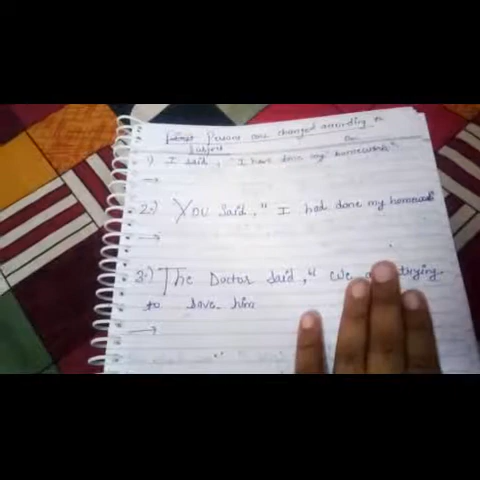 First Persons are changed according to
Subject
1) I said, "I have done my homework".
→
2.) You said, " I had done my homework
→
3.) The Doctor said, " we trying
to save him
→